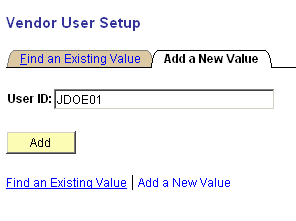 Vendor User Setup
Find an Existing Value Add a New Value
User ID: JDOE01
Add
Find an Existing Value | Add a New Value